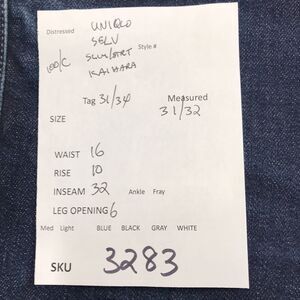 UNIQLO
Distressed
SELV
Style #
100/C SLIM/STRT
KAIHARA
Tag 31/34 Measured
31/32
SIZE
WAIST 16
RISE 10
INSEAM 32 Ankle Fray
LEG OPENING 6
Med Light BLUE BLACK GRAY WHITE
SKU 3283